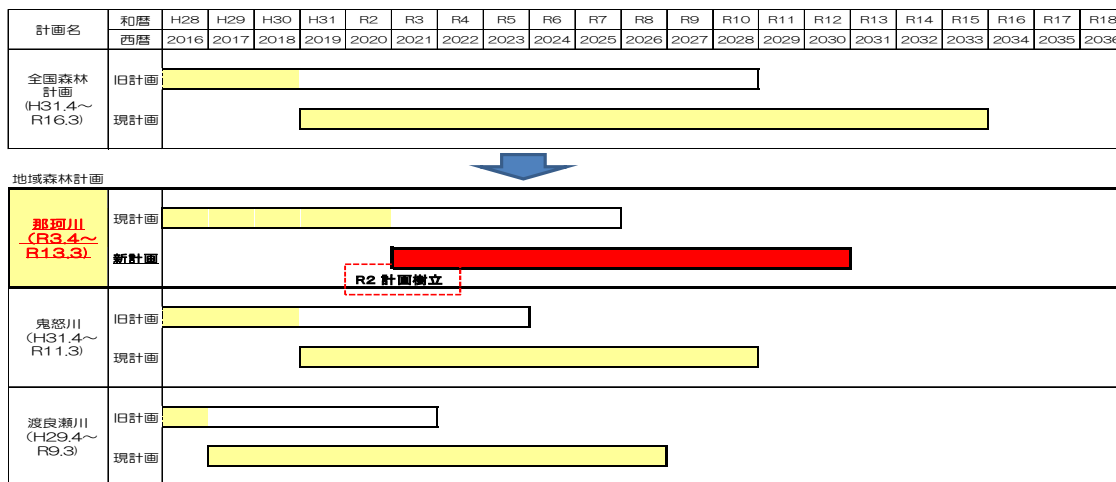 計画名 和暦 H28 H29 H30 H31 R2 R3 R4 R5 R6 R7 R8 R9 R10 R11 R12 R13 R14 R15 R16 R17 R18
西暦 2016 2017 2018 2019 2020 2021 2022 2023 2024 2025 2026 2027 2028 2029 2030 2031 2032 2033 2034 2035 2036
全国森林
計画
(H31.4～
R16.3)
旧計画
現計画
地域森林計画
那珂川
(R3.4～
R13.3)
現計画
新計画
R2 計画樹立
鬼怒川
(H31.4～
R11.3)
旧計画
現計画
渡良瀬川
(H29.4～
R9.3)
旧計画
現計画